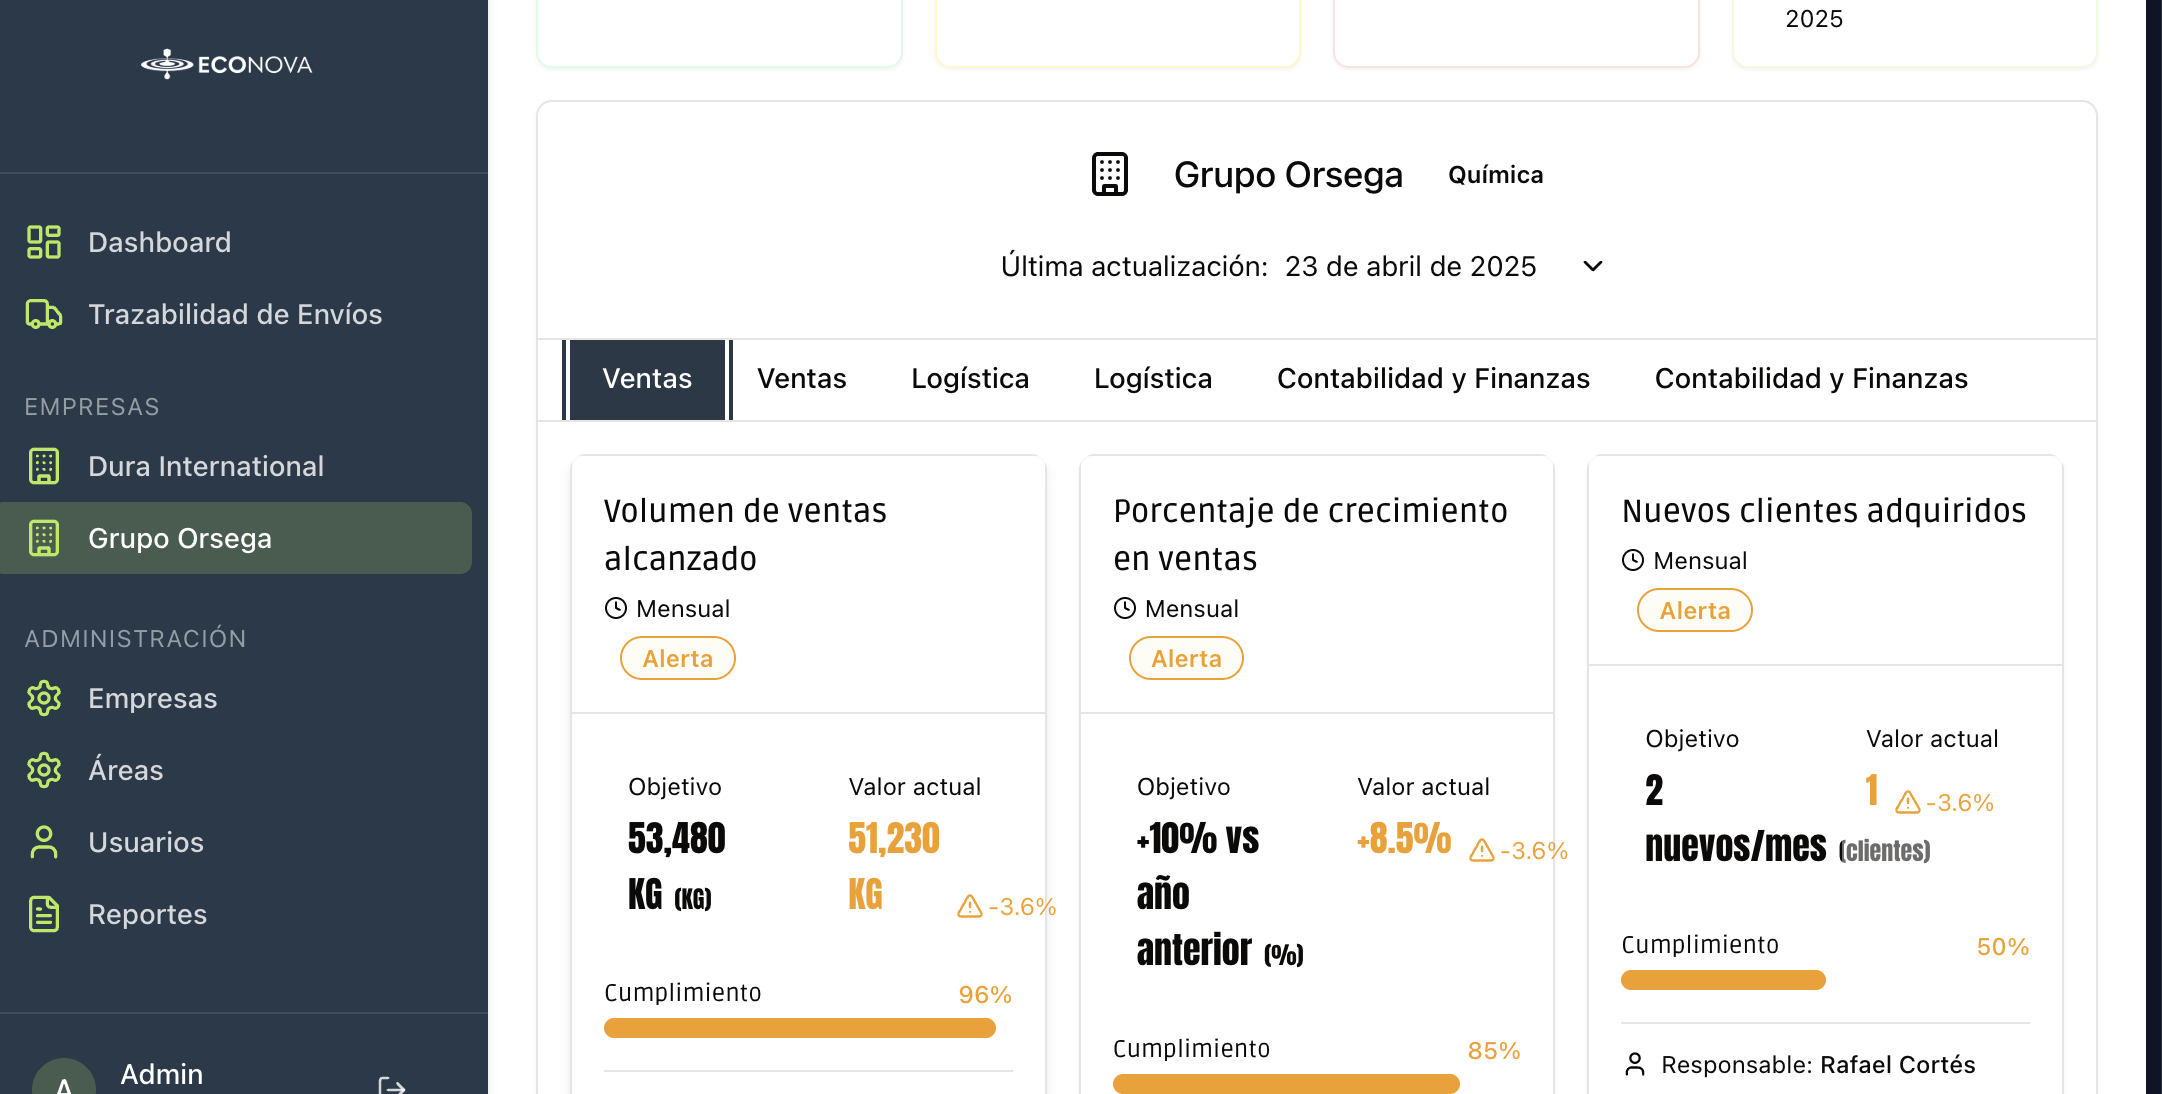 ECONOVA
Dashboard
Trazabilidad de Envíos
EMPRESAS
Dura International
Grupo Orsega
ADMINISTRACIÓN
Empresas
Áreas
Usuarios
Reportes
A
Admin
2025
Grupo Orsega
Química
Última actualización: 23 de abril de 2025
Ventas
Ventas
Logística
Logística
Contabilidad y Finanzas
Contabilidad y Finanzas
Volumen de ventas
alcanzado
Mensual
Alerta
Objetivo
53,480
KG (KG)
Valor actual
51,230
KG
-3.6%
Cumplimiento
96%
Porcentaje de crecimiento
en ventas
Mensual
Alerta
Objetivo
+10% vs
año
anterior (%)
Valor actual
+8.5%
-3.6%
Cumplimiento
85%
Nuevos clientes adquiridos
Mensual
Alerta
Objetivo
2
nuevos/mes (clientes)
Valor actual
1
-3.6%
Cumplimiento
50%
Responsable: Rafael Cortés